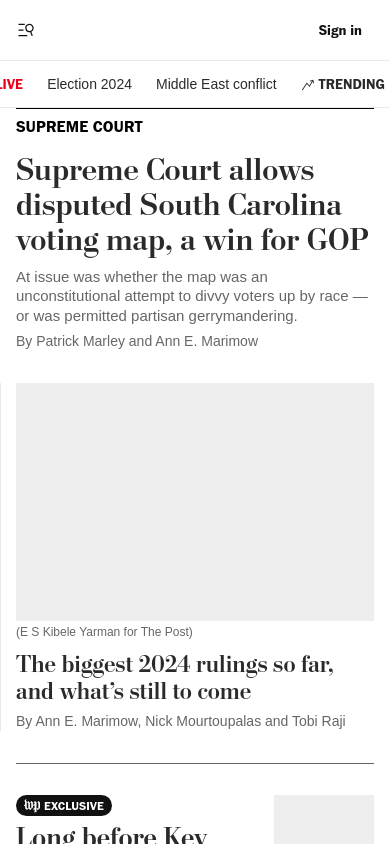 Sign in
LIVE Election 2024 Middle East conflict TRENDING
SUPREME COURT
Supreme Court allows
disputed South Carolina
voting map, a win for GOP
At issue was whether the map was an
unconstitutional attempt to divvy voters up by race —
or was permitted partisan gerrymandering.
By Patrick Marley and Ann E. Marimow
(E S Kibele Yarman for The Post)
The biggest 2024 rulings so far,
and what’s still to come
By Ann E. Marimow, Nick Mourtoupalas and Tobi Raji
wp EXCLUSIVE
Long before Key